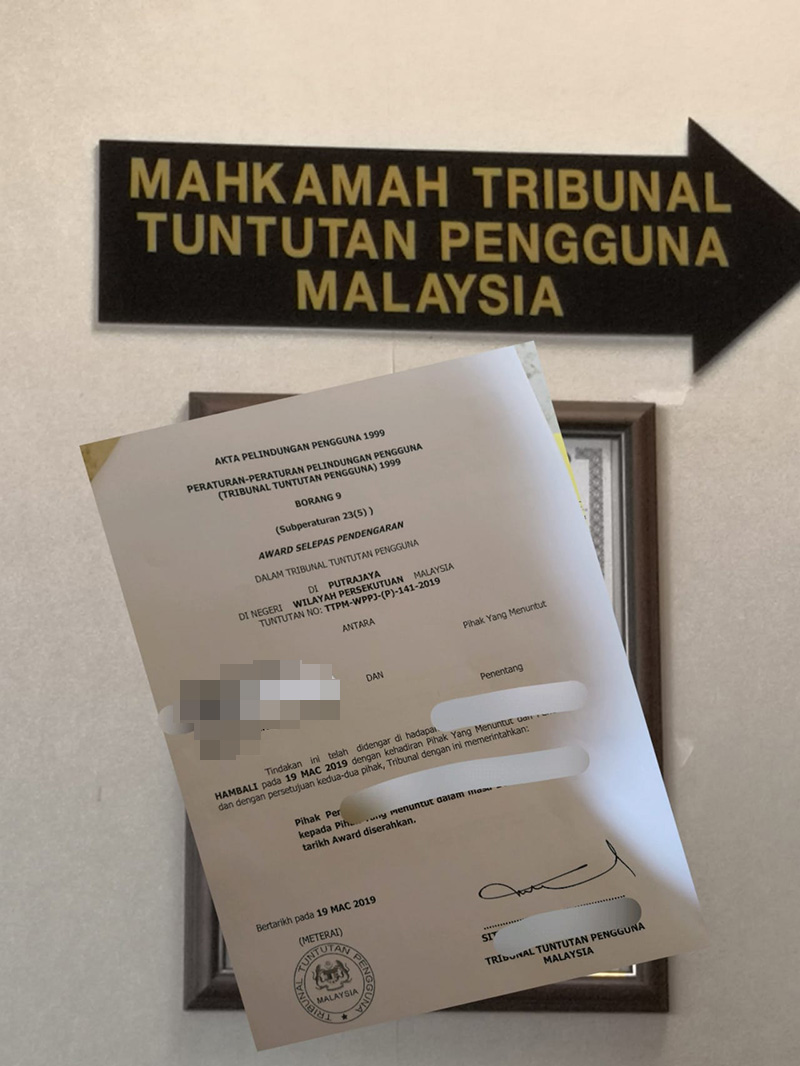 MAHKAMAH TRIBUNAL
TUNTUTAN PENGGUNA
MALAYSIA
AKTA PELINDUNGAN PENGGUNA 1999
PERATURAN-PERATURAN PELINDUNGAN PENGGUNA
(TRIBUNAL TUNTUTAN PENGGUNA) 1999
BORANG 9
(Subperaturan 23(5) )
AWARD SELEPAS PENDENGARAN
DALAM TRIBUNAL TUNTUTAN PENGGUNA
DI PUTRAJAYA
DI NEGERI WILAYAH PERSEKUTUAN MALAYSIA
TUNTUTAN NO: TTPM-WPPJ-(P)-141-2019
ANTARA
Pihak Yang Menuntut
DAN
Penentang
Tindakan ini telah didengar di hadapan
HAMBALI pada 19 MAC 2019 dengan kehadiran Pihak Yang Menuntut dan
dan dengan persetujuan kedua-dua pihak, Tribunal dengan ini memerintahkan:
Pihak
kepada Pihak Yang Menuntut dalam masa
tarikh Award diserahkan.
Bertarikh pada 19 MAC 2019
(METERAI)
TRIBUNAL TUNTUTAN PENGGUNA
MALAYSIA
SIT
TRIBUNAL TUNTUTAN PENGGUNA
MALAYSIA